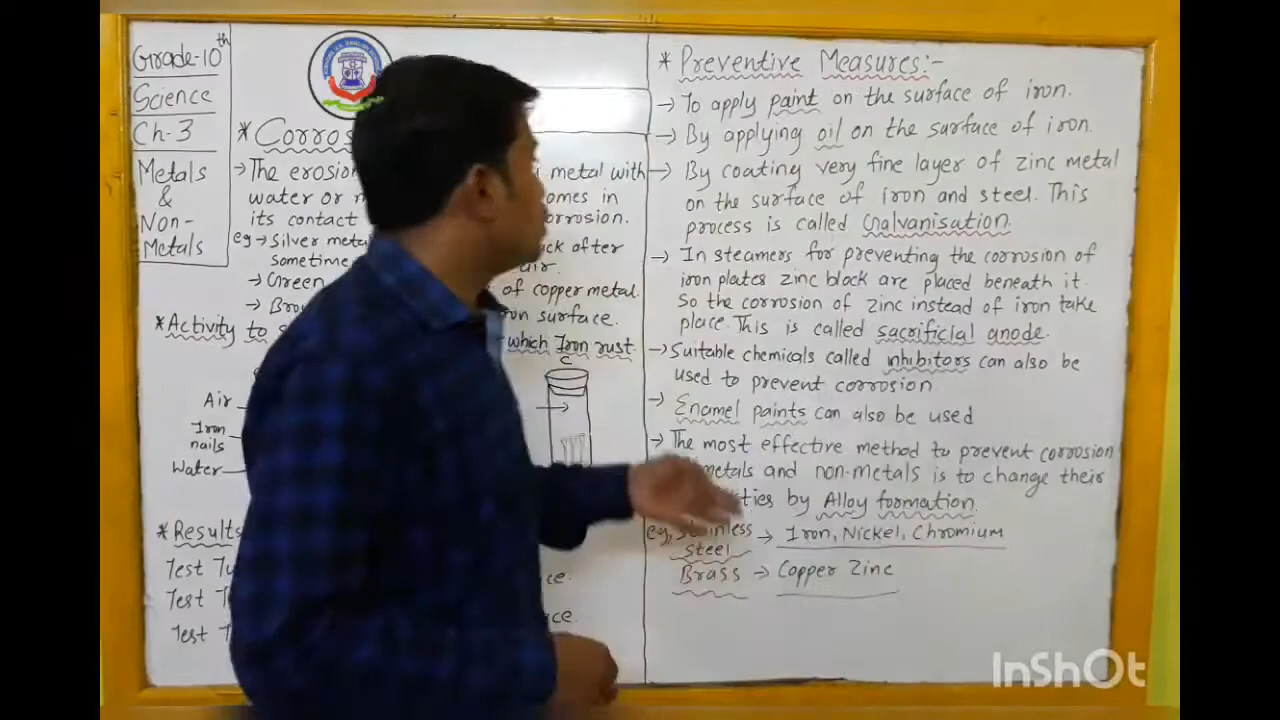 Grade-10th
Science
Ch-3
Metals
&
Non-
Metals
* Corros
→ The erosion metal with
water or omes in
its contact orrosion.
eg → Silver meta ck after
sometime air.
→ Green of copper metal.
→ Bro on surface.
* Activity to which Iron rust.
C
Air
Iron
nails
Water
* Results
Test Tu
Test T ce.
Test T ce.
* Preventive Measures:-
→ To apply paint on the surface of iron.
→ By applying oil on the surface of iron.
→ By coating very fine layer of zinc metal
on the surface of iron and steel. This
process is called Galvanisation.
→ In steamers for preventing the corrosion of
iron plates zinc block are placed beneath it.
So the corrosion of zinc instead of iron take
place. This is called sacrificial anode.
→ Suitable chemicals called inhibitors can also be
used to prevent corrosion
→ Enamel paints can also be used
→ The most effective method to prevent corrosion
metals and non-metals is to change their
ties by Alloy formation.
eg, Stainless steel → Iron, Nickel, Chromium
Brass → Copper Zinc
InShOt